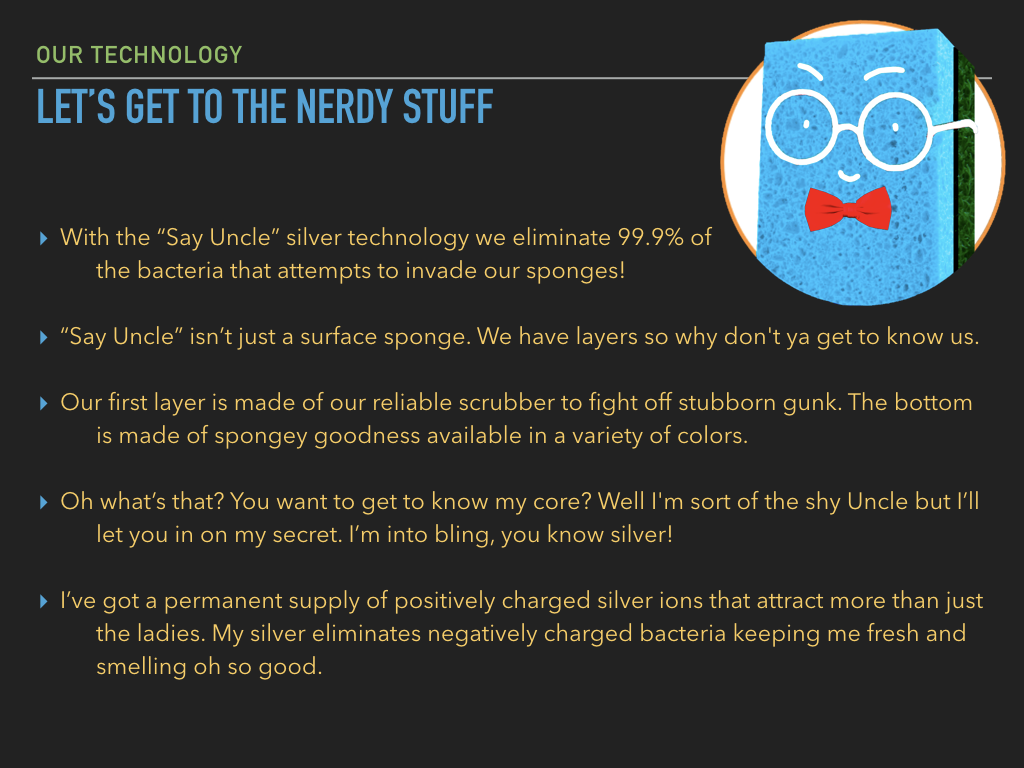 OUR TECHNOLOGY
LET’S GET TO THE NERDY STUFF
With the “Say Uncle” silver technology we eliminate 99.9% of
the bacteria that attempts to invade our sponges!
“Say Uncle” isn’t just a surface sponge. We have layers so why don't ya get to know us.
Our first layer is made of our reliable scrubber to fight off stubborn gunk. The bottom
is made of spongey goodness available in a variety of colors.
Oh what’s that? You want to get to know my core? Well I'm sort of the shy Uncle but I’ll
let you in on my secret. I’m into bling, you know silver!
I’ve got a permanent supply of positively charged silver ions that attract more than just
the ladies. My silver eliminates negatively charged bacteria keeping me fresh and
smelling oh so good.